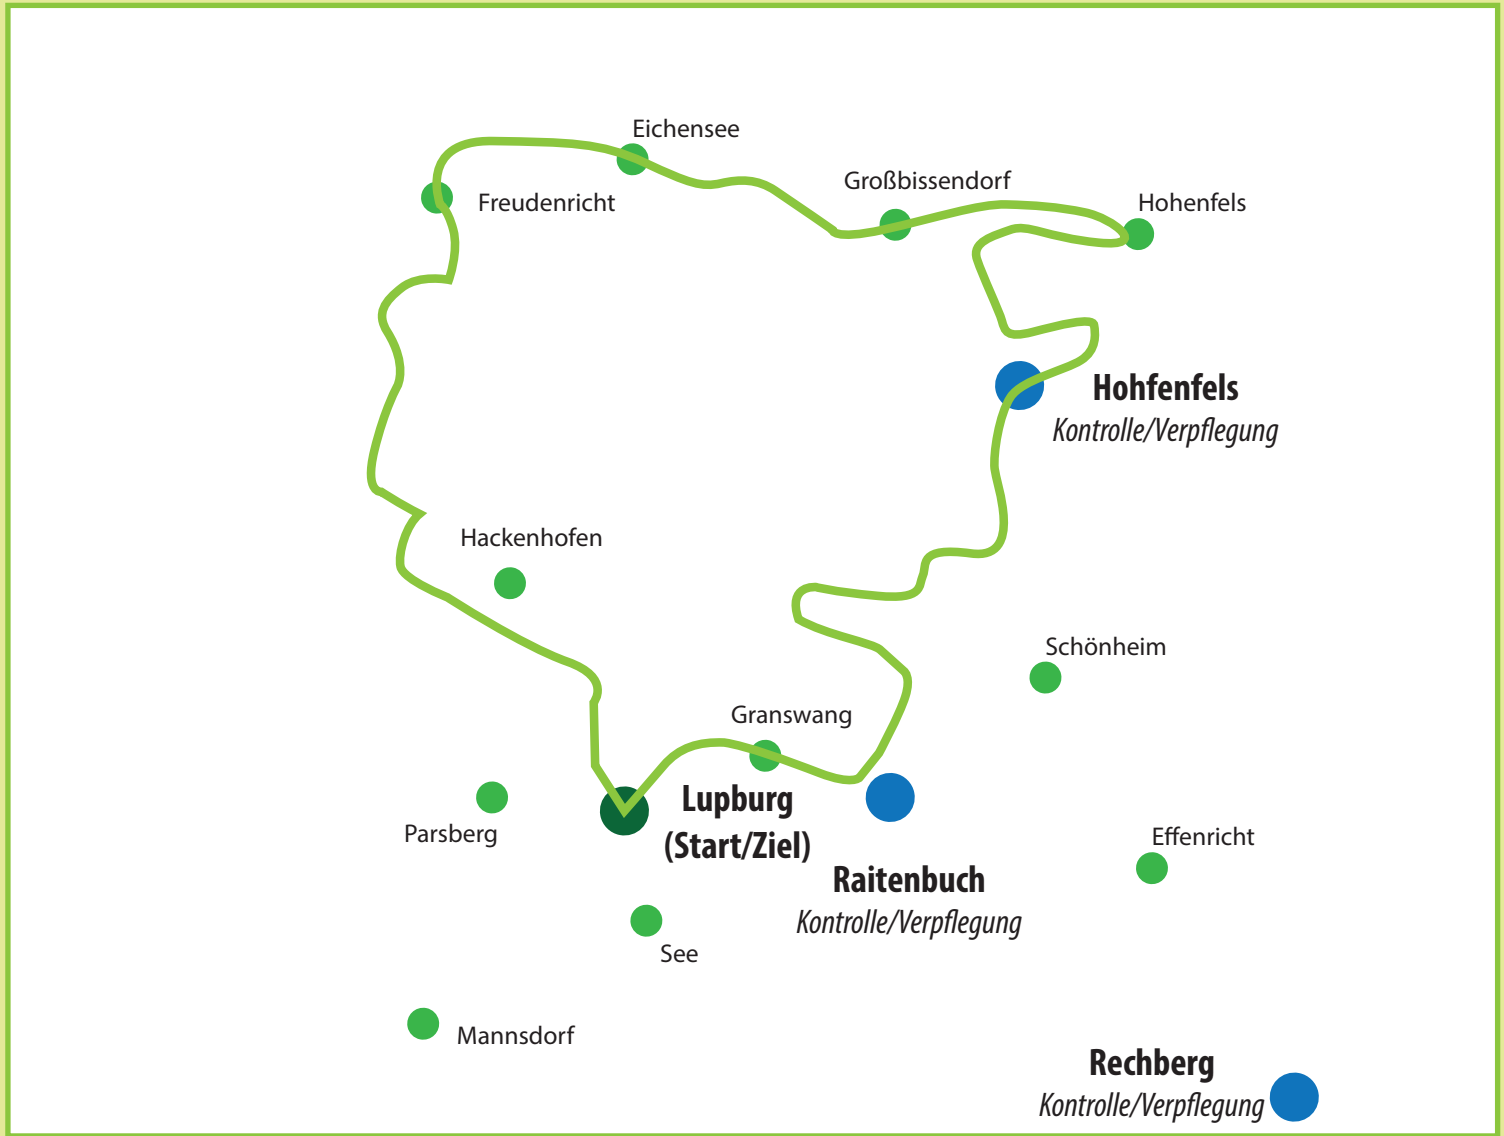 Eichensee
Großbissendorf
Freudenricht
Hohenfels
Hohfenfels
Kontrolle/Verpflegung
Hackenhofen
Schönheim
Granswang
Lupburg
(Start/Ziel)
Parsberg
Effenricht
Raitenbuch
Kontrolle/Verpflegung
See
Mannsdorf
Rechberg
Kontrolle/Verpflegung